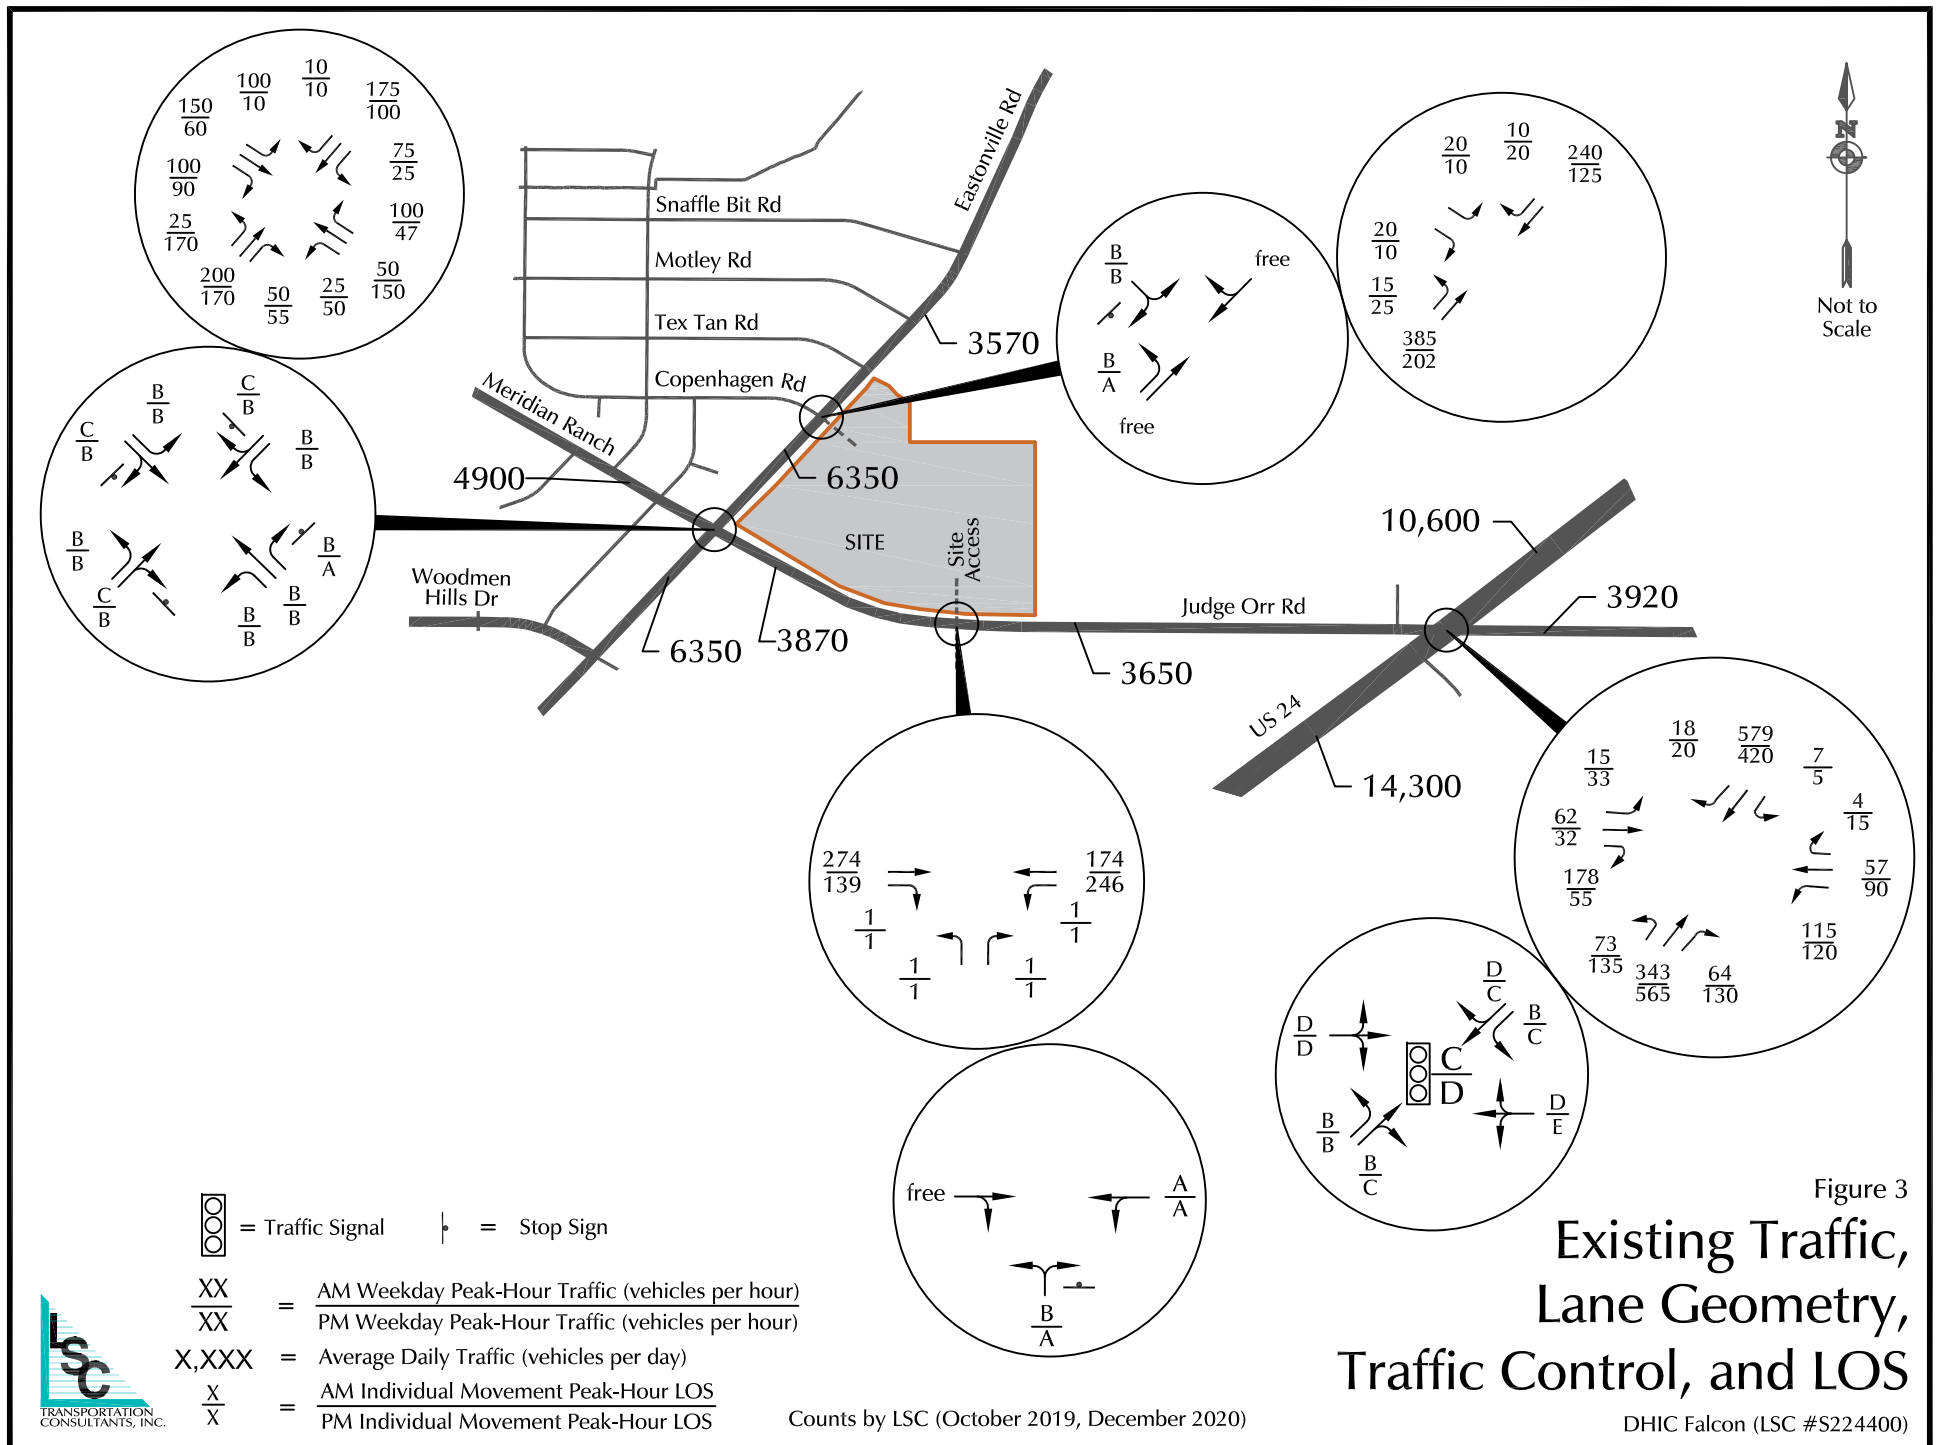 100
10
10
10
175
100
150
60
75
25
100
90
100
47
25
170
50
150
200
170
50
55
25
50
B
B
C
B
C
B
B
B
B
B
B
A
C
B
B
B
B
B
Eastonville Rd
Snaffle Bit Rd
Motley Rd
Tex Tan Rd
Copenhagen Rd
Meridian Ranch
3570
4900
6350
SITE
Site
Access
Woodmen
Hills Dr
6350
3870
3650
Judge Orr Rd
10,600
3920
US 24
14,300
B
B
free
B
A
free
20
10
10
20
240
125
20
10
15
25
385
202
N
Not to
Scale
274
139
174
246
1
1
1
1
1
1
1
1
free
A
A
B
A
18
20
579
420
7
5
15
33
4
15
62
32
57
90
178
55
115
120
73
135
343
565
64
130
D
C
B
C
D
D
C
D
D
E
B
B
B
C
= Traffic Signal
= Stop Sign
XX
XX
=
AM Weekday Peak-Hour Traffic (vehicles per hour)
PM Weekday Peak-Hour Traffic (vehicles per hour)
X,XXX = Average Daily Traffic (vehicles per day)
X
X
=
AM Individual Movement Peak-Hour LOS
PM Individual Movement Peak-Hour LOS
LSC
TRANSPORTATION
CONSULTANTS, INC.
Counts by LSC (October 2019, December 2020)
Figure 3
Existing Traffic,
Lane Geometry,
Traffic Control, and LOS
DHIC Falcon (LSC #S224400)